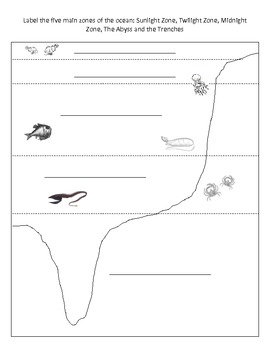 Label the five main zones of the ocean: Sunlight Zone, Twilight Zone, Midnight
Zone, The Abyss and the Trenches